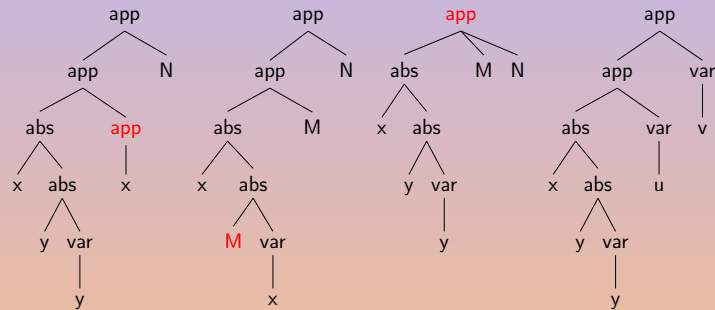 app app app app
app N app N abs M N app var
abs app abs M x abs abs var v
x abs x x abs y var x abs u
y var M var y y var
y x y